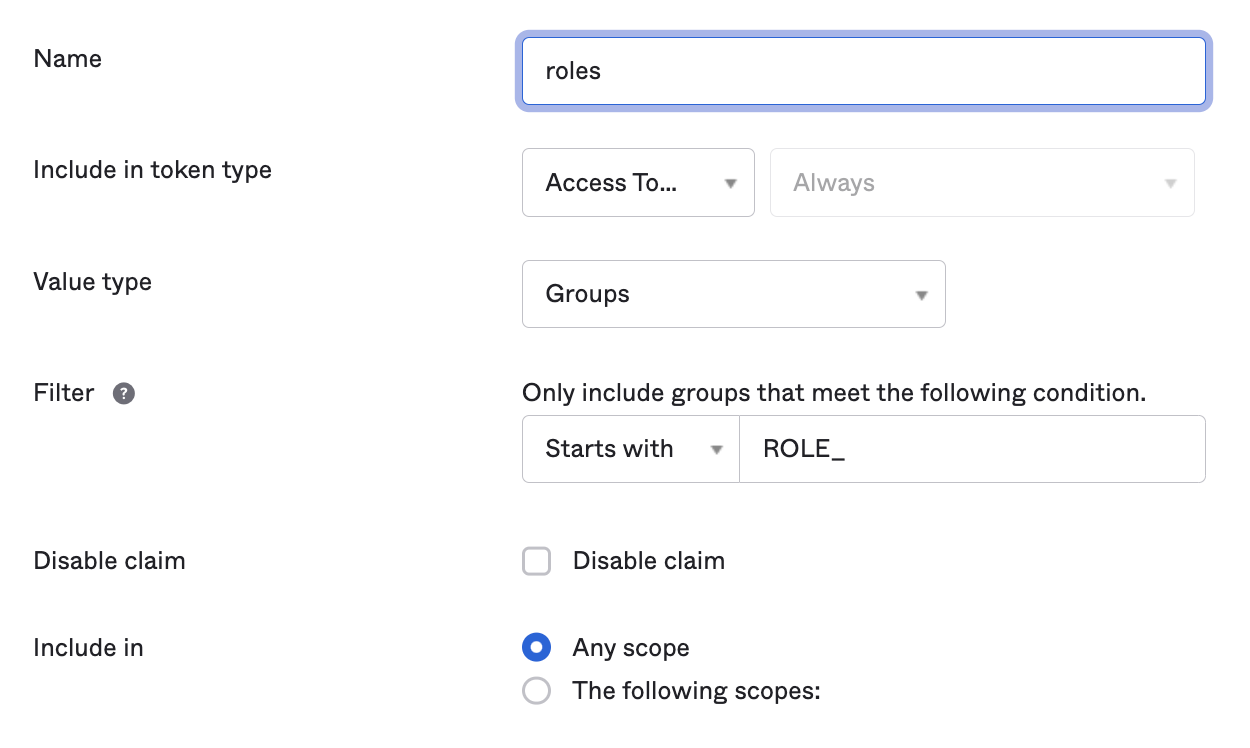 Name
roles
Include in token type
Access To...
Always
Value type
Groups
Filter ?
Only include groups that meet the following condition.
Starts with
ROLE_
Disable claim
Disable claim
Include in
Any scope
The following scopes: